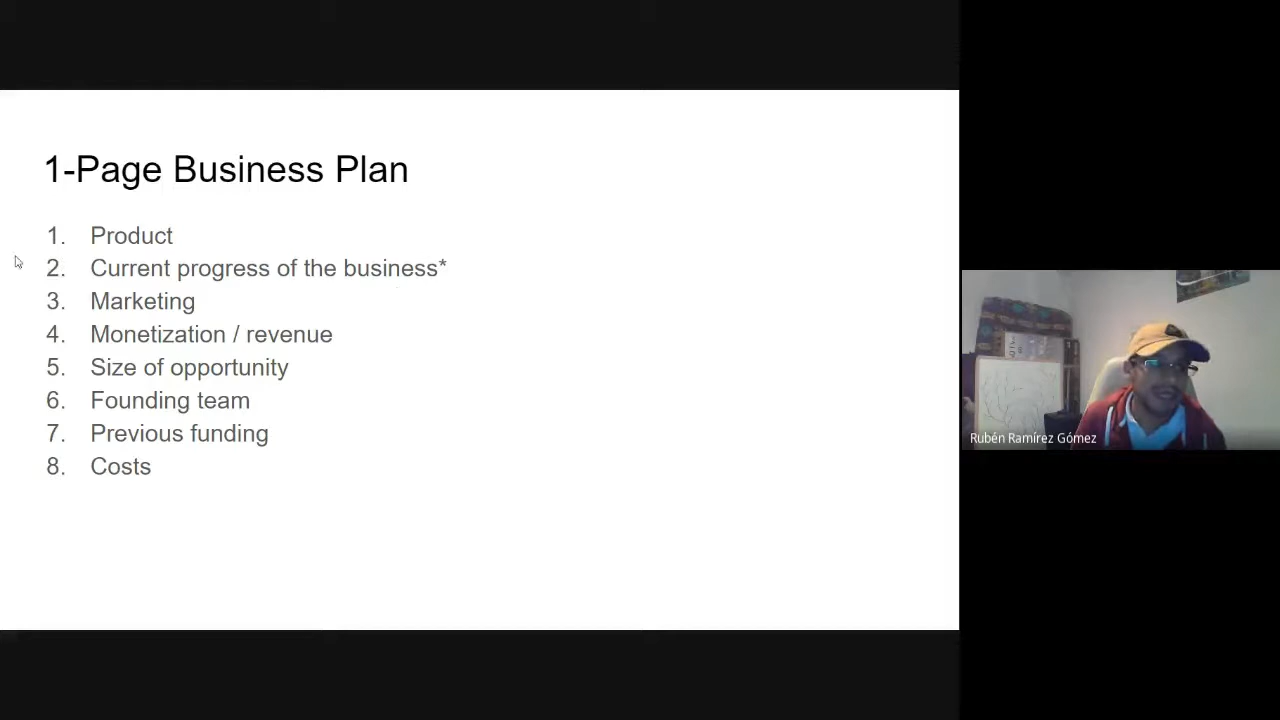 1-Page Business Plan
1. Product
2. Current progress of the business*
3. Marketing
4. Monetization / revenue
5. Size of opportunity
6. Founding team
7. Previous funding
8. Costs
Rubén Ramírez Gómez